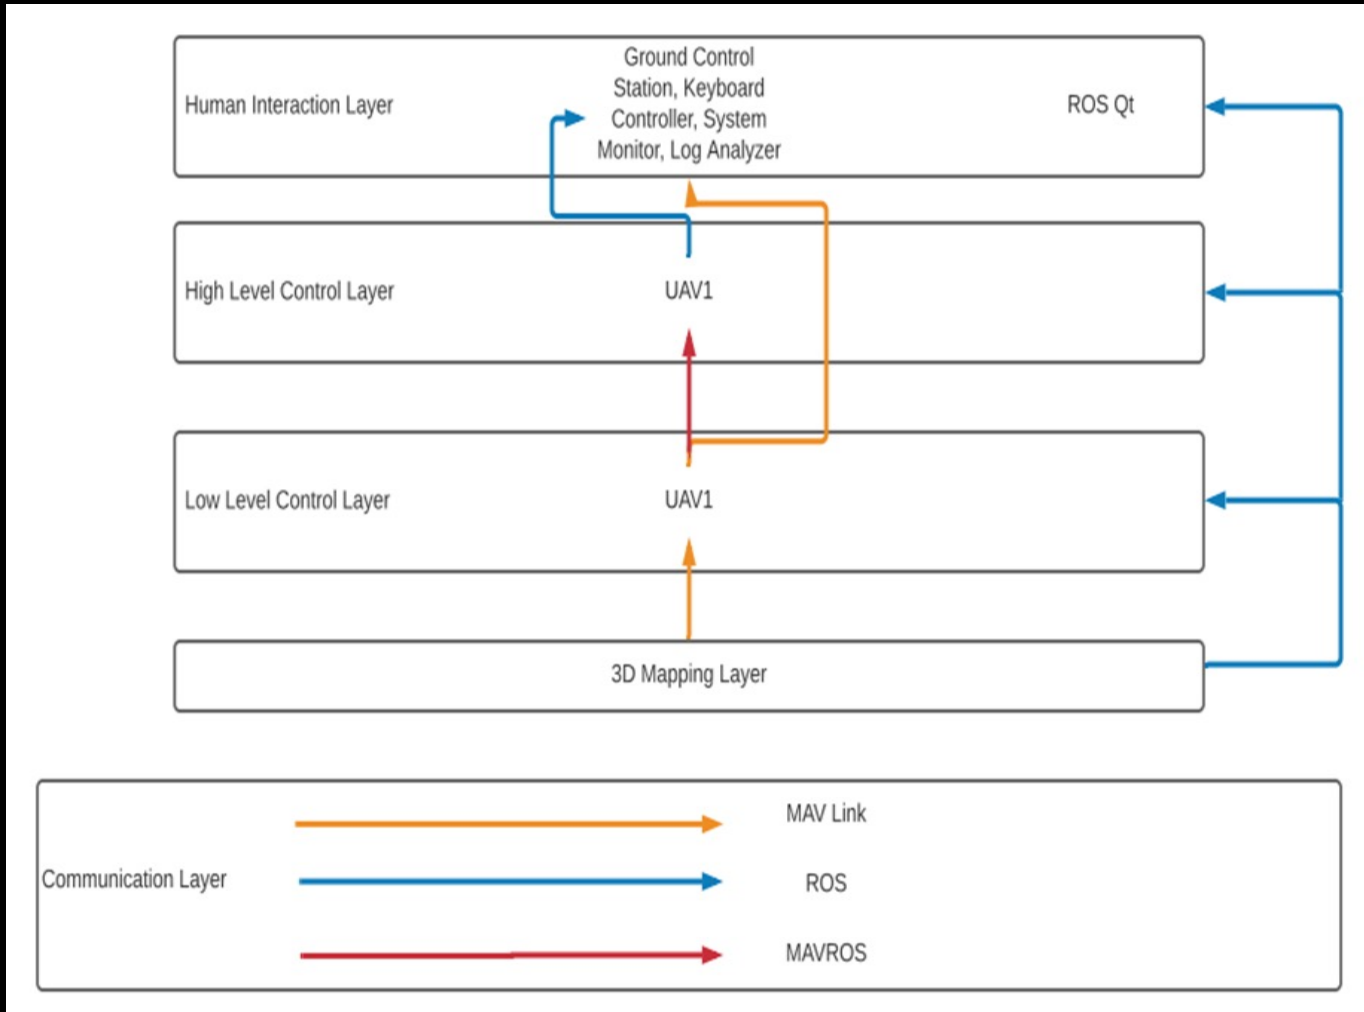 Human Interaction Layer
Ground Control
Station, Keyboard
Controller, System
Monitor, Log Analyzer
ROS Qt
High Level Control Layer
UAV1
Low Level Control Layer
UAV1
3D Mapping Layer
Communication Layer
MAV Link
ROS
MAVROS